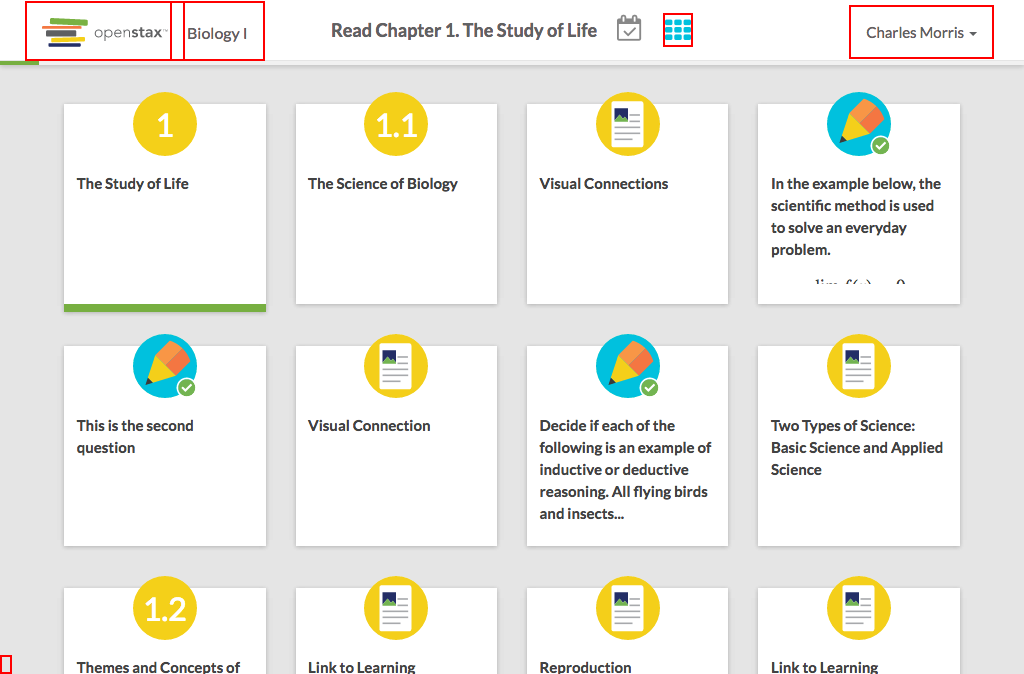 openstax™
Biology I
Read Chapter 1. The Study of Life
Charles Morris
1
The Study of Life
1.1
The Science of Biology
Visual Connections
In the example below, the
scientific method is used
to solve an everyday
problem.
This is the second
question
Visual Connection
Decide if each of the
following is an example of
inductive or deductive
reasoning. All flying birds
and insects...
Two Types of Science:
Basic Science and Applied
Science
1.2
Themes and Concepts of
Link to Learning
Reproduction
Link to Learning